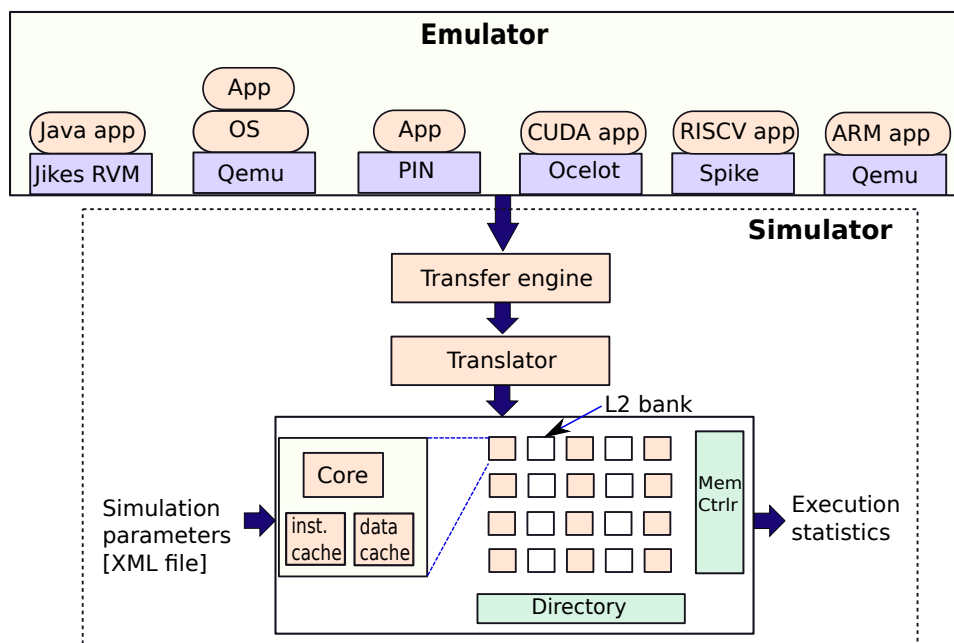 Emulator
App
Java app
OS
App
CUDA app
RISCV app
ARM app
Jikes RVM
Qemu
PIN
Ocelot
Spike
Qemu
Simulator
Transfer engine
Translator
L2 bank
Core
inst.
cache
data
cache
Mem
Ctrlr
Simulation
parameters
[XML file]
Execution
statistics
Directory